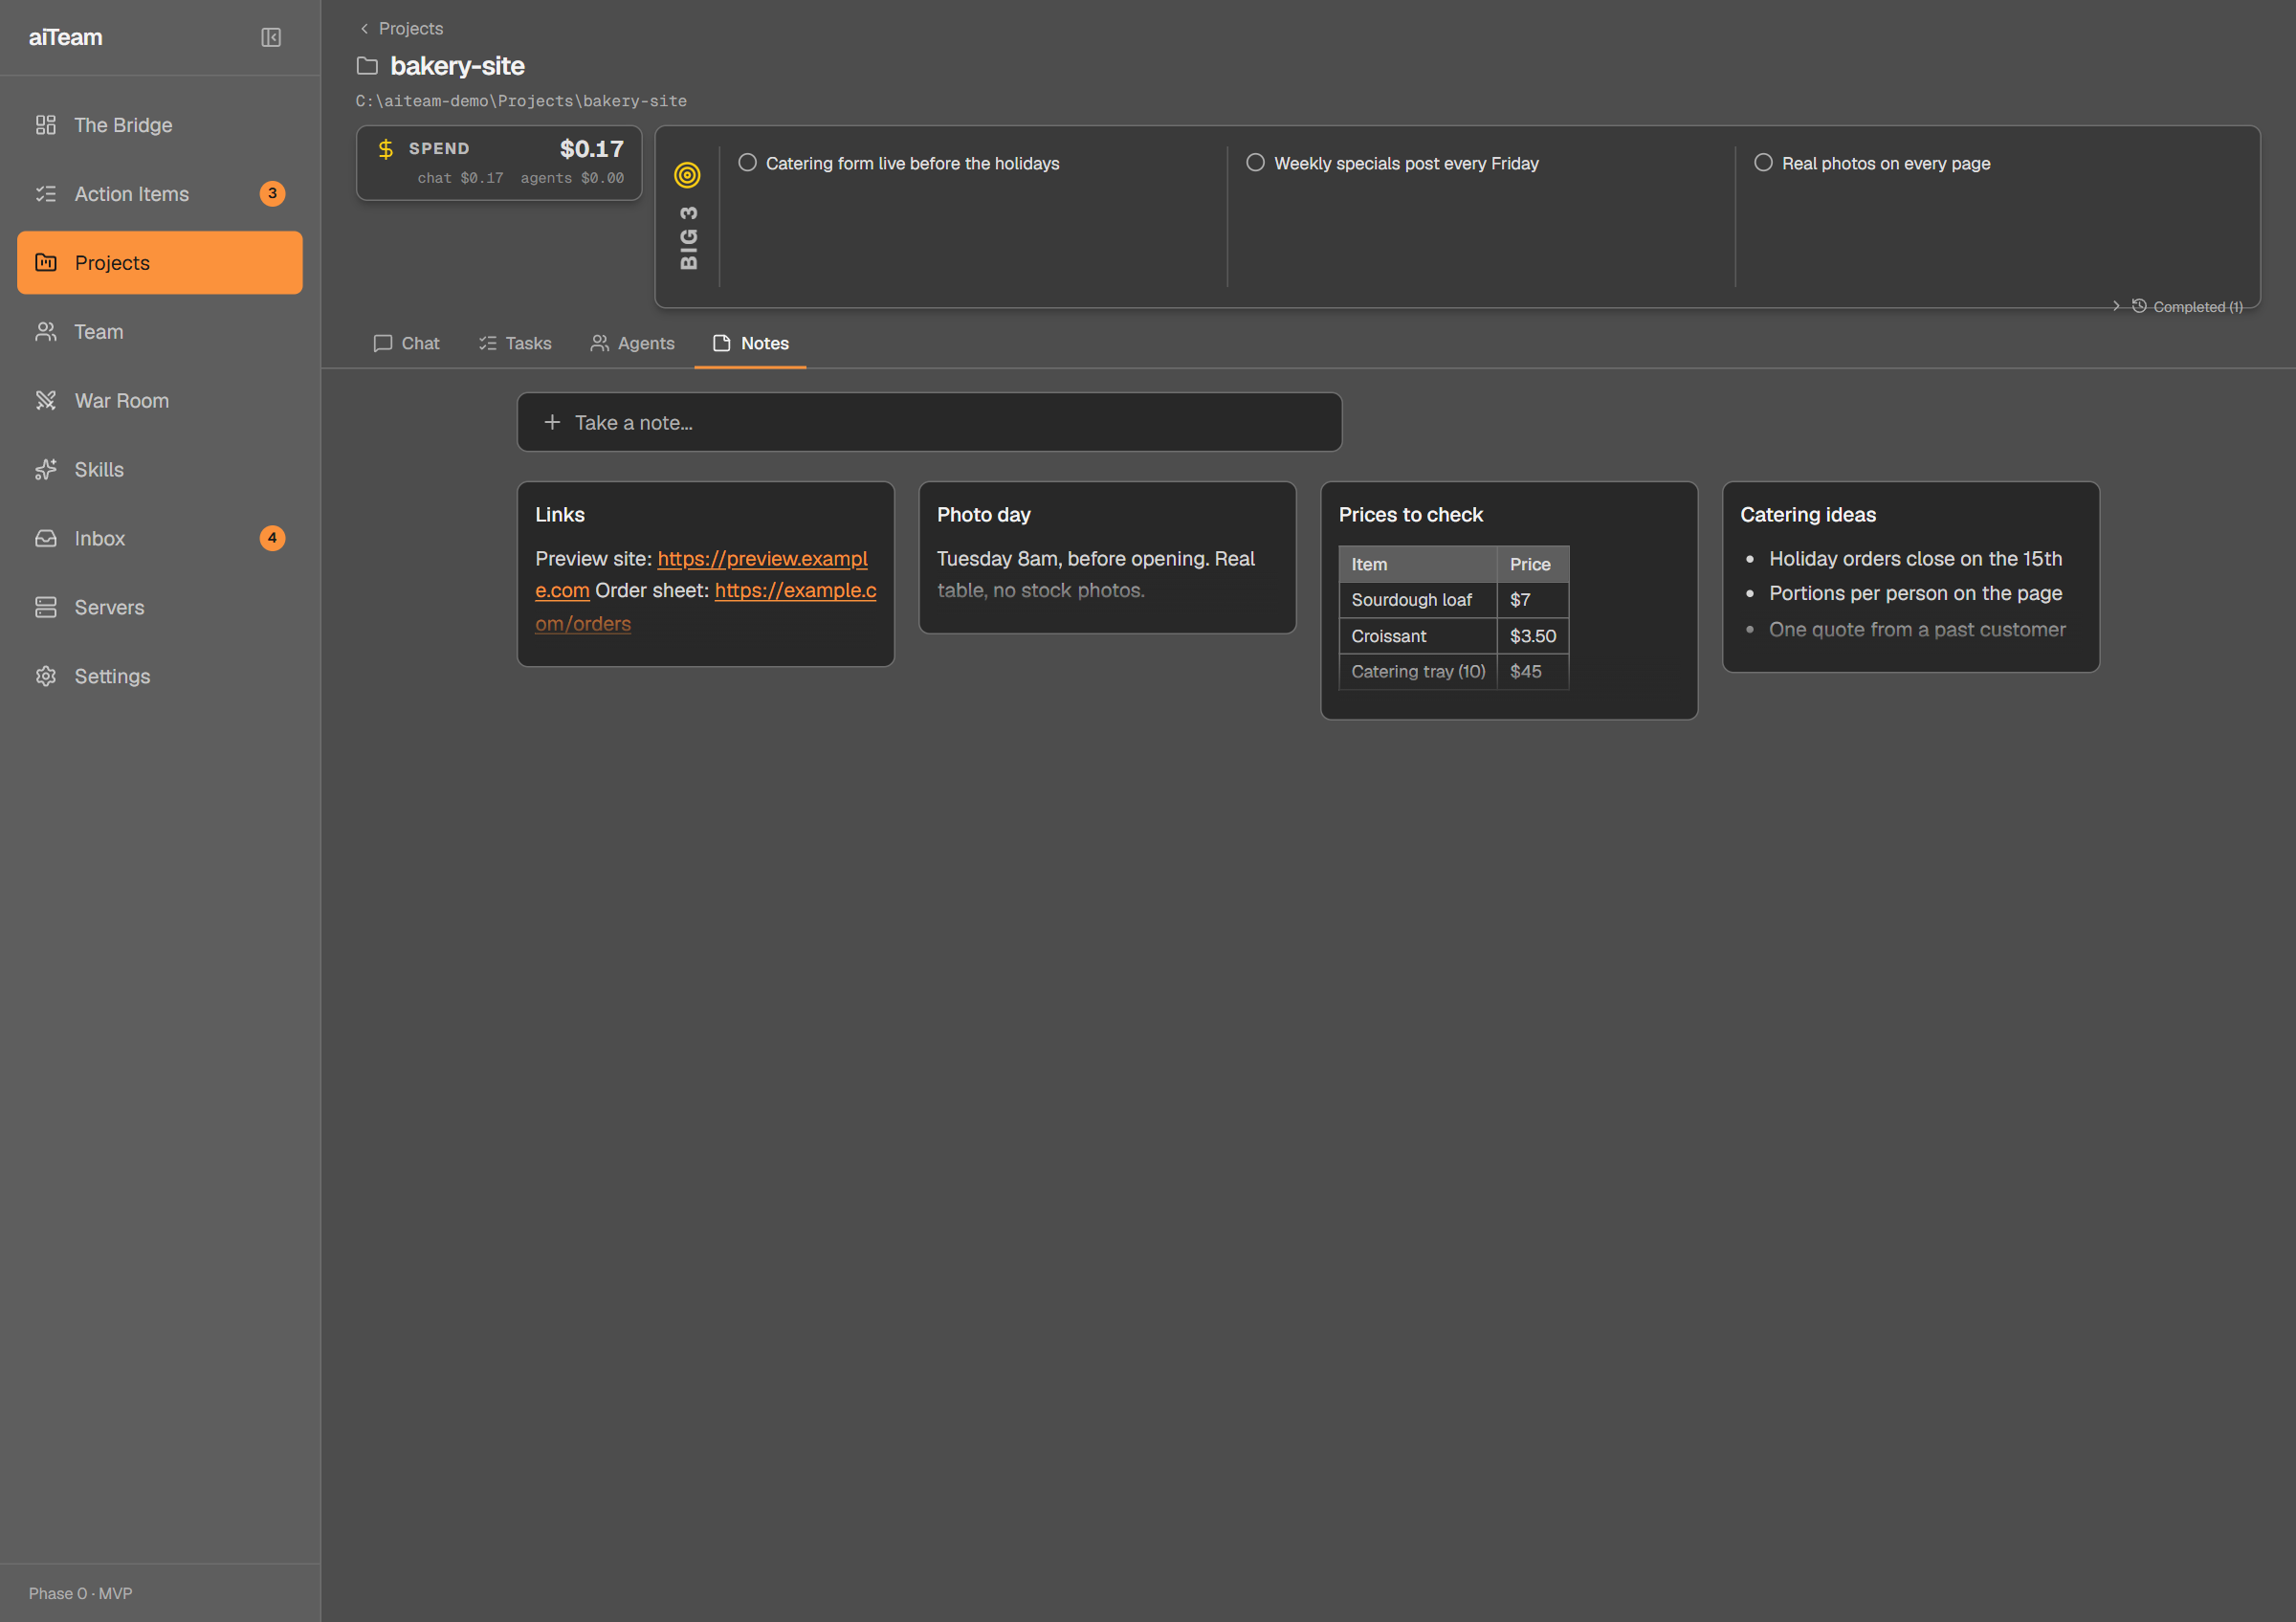 aiTeam
The Bridge
Action Items 3
Projects
Team
War Room
Skills
Inbox 4
Servers
Settings
Phase 0 · MVP
Projects
bakery-site
C:\aiteam-demo\Projects\bakery-site
$ SPEND $0.17
chat $0.17 agents $0.00
BIG 3
Catering form live before the holidays
Weekly specials post every Friday
Real photos on every page
Completed (1)
Chat Tasks Agents Notes
+ Take a note...
Links
Preview site: https://preview.exampl
e.com Order sheet: https://example.c
om/orders
Photo day
Tuesday 8am, before opening. Real
table, no stock photos.
Prices to check
Item Price
Sourdough loaf $7
Croissant $3.50
Catering tray (10) $45
Catering ideas
• Holiday orders close on the 15th
• Portions per person on the page
• One quote from a past customer